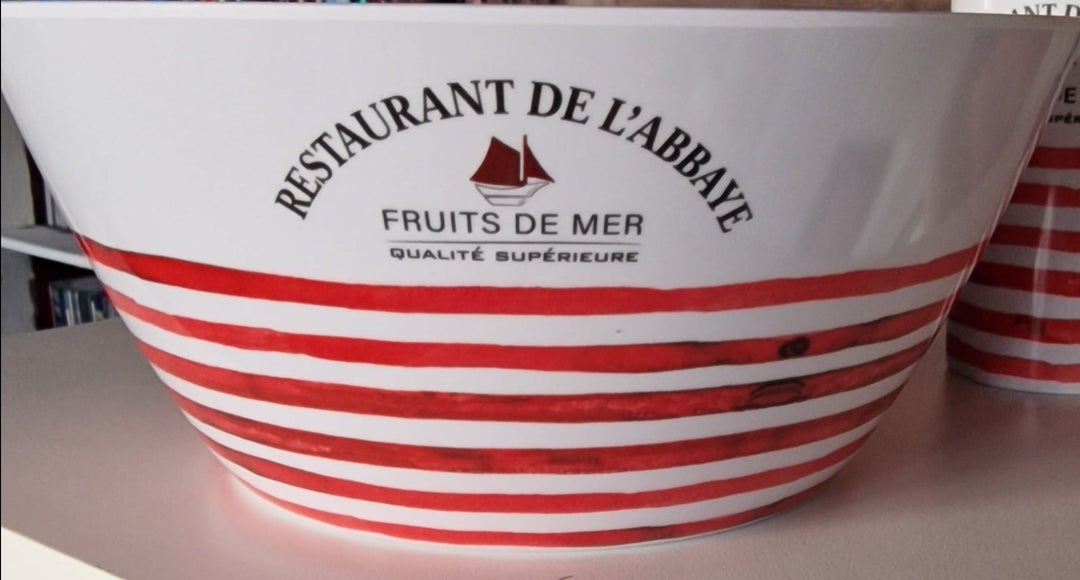 RESTAURANT DE L'ABBAYE
FRUITS DE MER
QUALITÉ SUPÉRIEURE